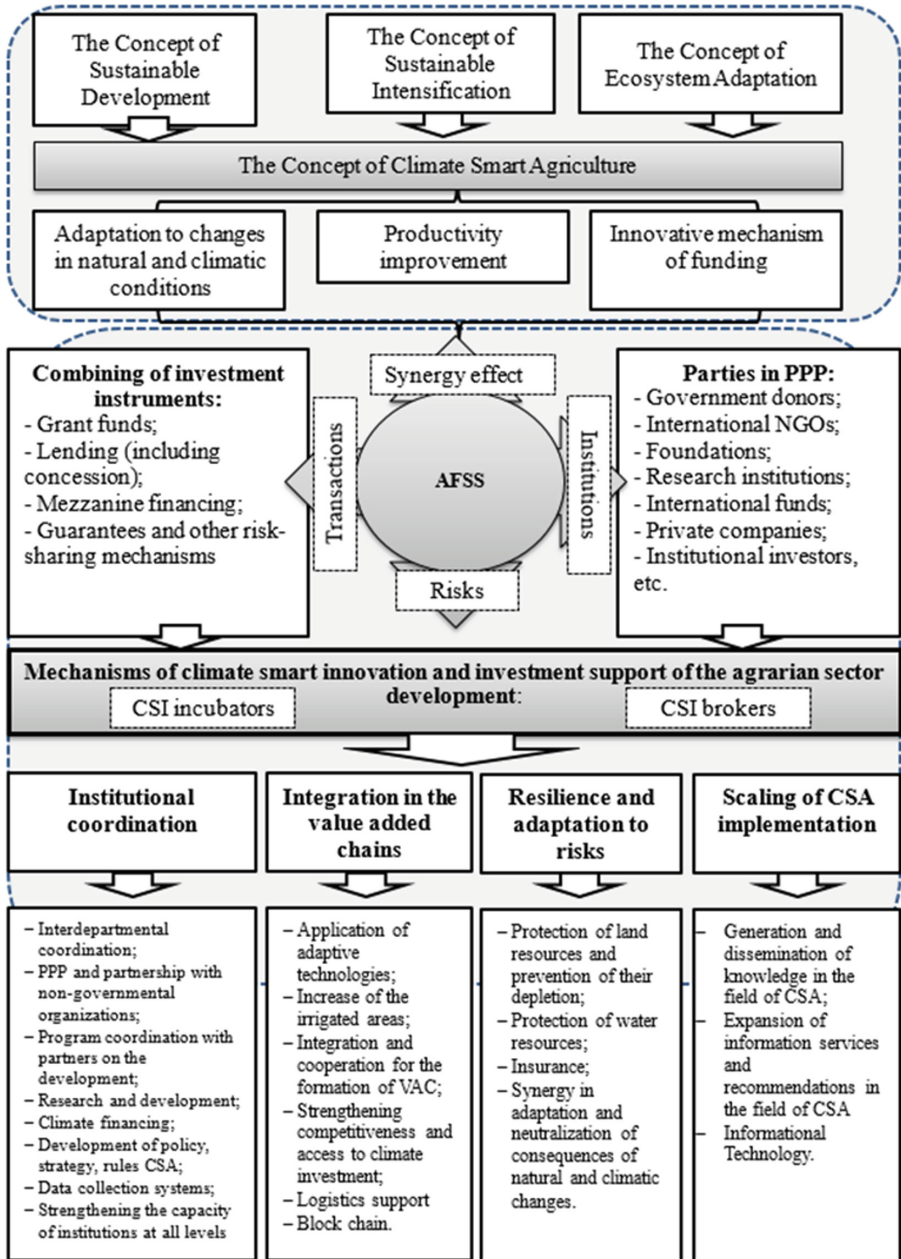 The Concept of
Sustainable
Development
The Concept of
Sustainable
Intensification
The Concept of
Ecosystem Adaptation
The Concept of Climate Smart Agriculture
Adaptation to changes
in natural and climatic
conditions
Productivity
improvement
Innovative mechanism
of funding
Combining of investment
instruments:
- Grant funds;
- Lending (including
concession);
- Mezzanine financing;
- Guarantees and other risk-
sharing mechanisms
Synergy effect
Transactions
AFSS
Institutions
Risks
Parties in PPP:
- Government donors;
- International NGOs;
- Foundations;
- Research institutions;
- International funds;
- Private companies;
- Institutional investors,
etc.
Mechanisms of climate smart innovation and investment support of the agrarian sector
development:
CSI incubators
CSI brokers
Institutional
coordination
Integration in the
value added
chains
Resilience and
adaptation to
risks
Scaling of CSA
implementation
– Interdepartmental
coordination;
– PPP and partnership with
non-governmental
organizations;
– Program coordination with
partners on the
development;
– Research and development;
– Climate financing;
– Development of policy,
strategy, rules CSA;
– Data collection systems;
– Strengthening the capacity
of institutions at all levels
– Application of
adaptive
technologies;
– Increase of the
irrigated areas;
– Integration and
cooperation for the
formation of VAC;
– Strengthening
competitiveness and
access to climate
investment;
– Logistics support
– Block chain.
– Protection of land
resources and
prevention of their
depletion;
– Protection of water
resources;
– Insurance;
– Synergy in
adaptation and
neutralization of
consequences of
natural and climatic
changes.
– Generation and
dissemination of
knowledge in the
field of CSA;
– Expansion of
information services
and
recommendations in
the field of CSA
– Informational
Technology.